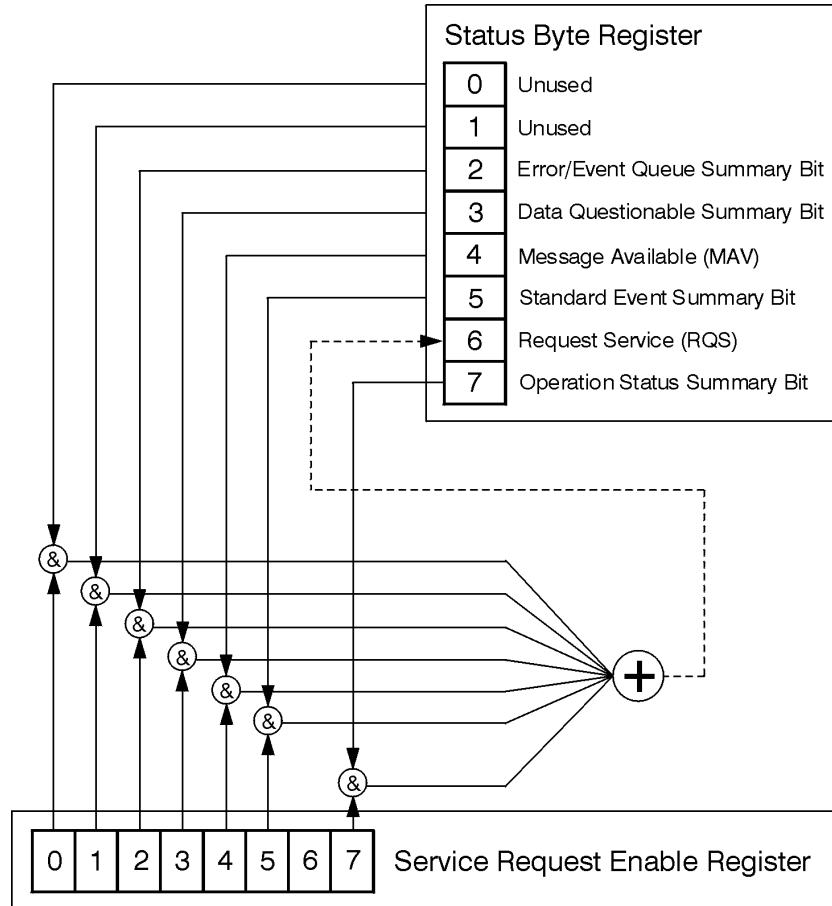 Status Byte Register
0 Unused
1 Unused
2 Error/Event Queue Summary Bit
3 Data Questionable Summary Bit
4 Message Available (MAV)
5 Standard Event Summary Bit
6 Request Service (RQS)
7 Operation Status Summary Bit
&
&
&
&
&
&
&
+
0 1 2 3 4 5 6 7 Service Request Enable Register